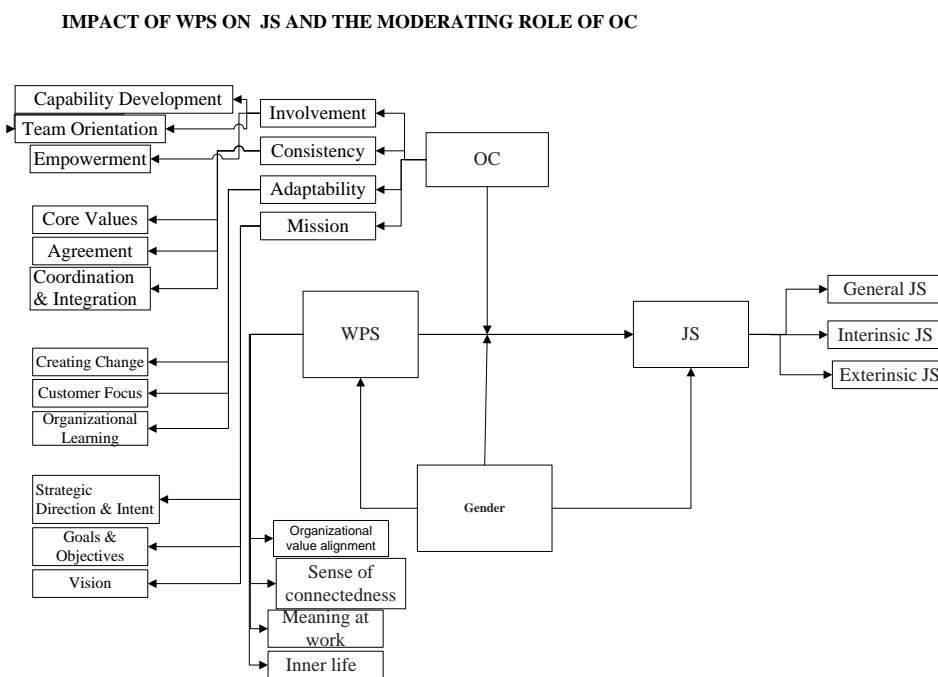 IMPACT OF WPS ON JS AND THE MODERATING ROLE OF OC
Capability Development
Team Orientation
Empowerment
Involvement
Consistency
Adaptability
Mission
OC
Core Values
Agreement
Coordination
& Integration
WPS
JS
General JS
Interinsic JS
Exterinsic JS
Creating Change
Customer Focus
Organizational
Learning
Strategic
Direction & Intent
Goals &
Objectives
Vision
Gender
Organizational
value alignment
Sense of
connectedness
Meaning at
work
Inner life